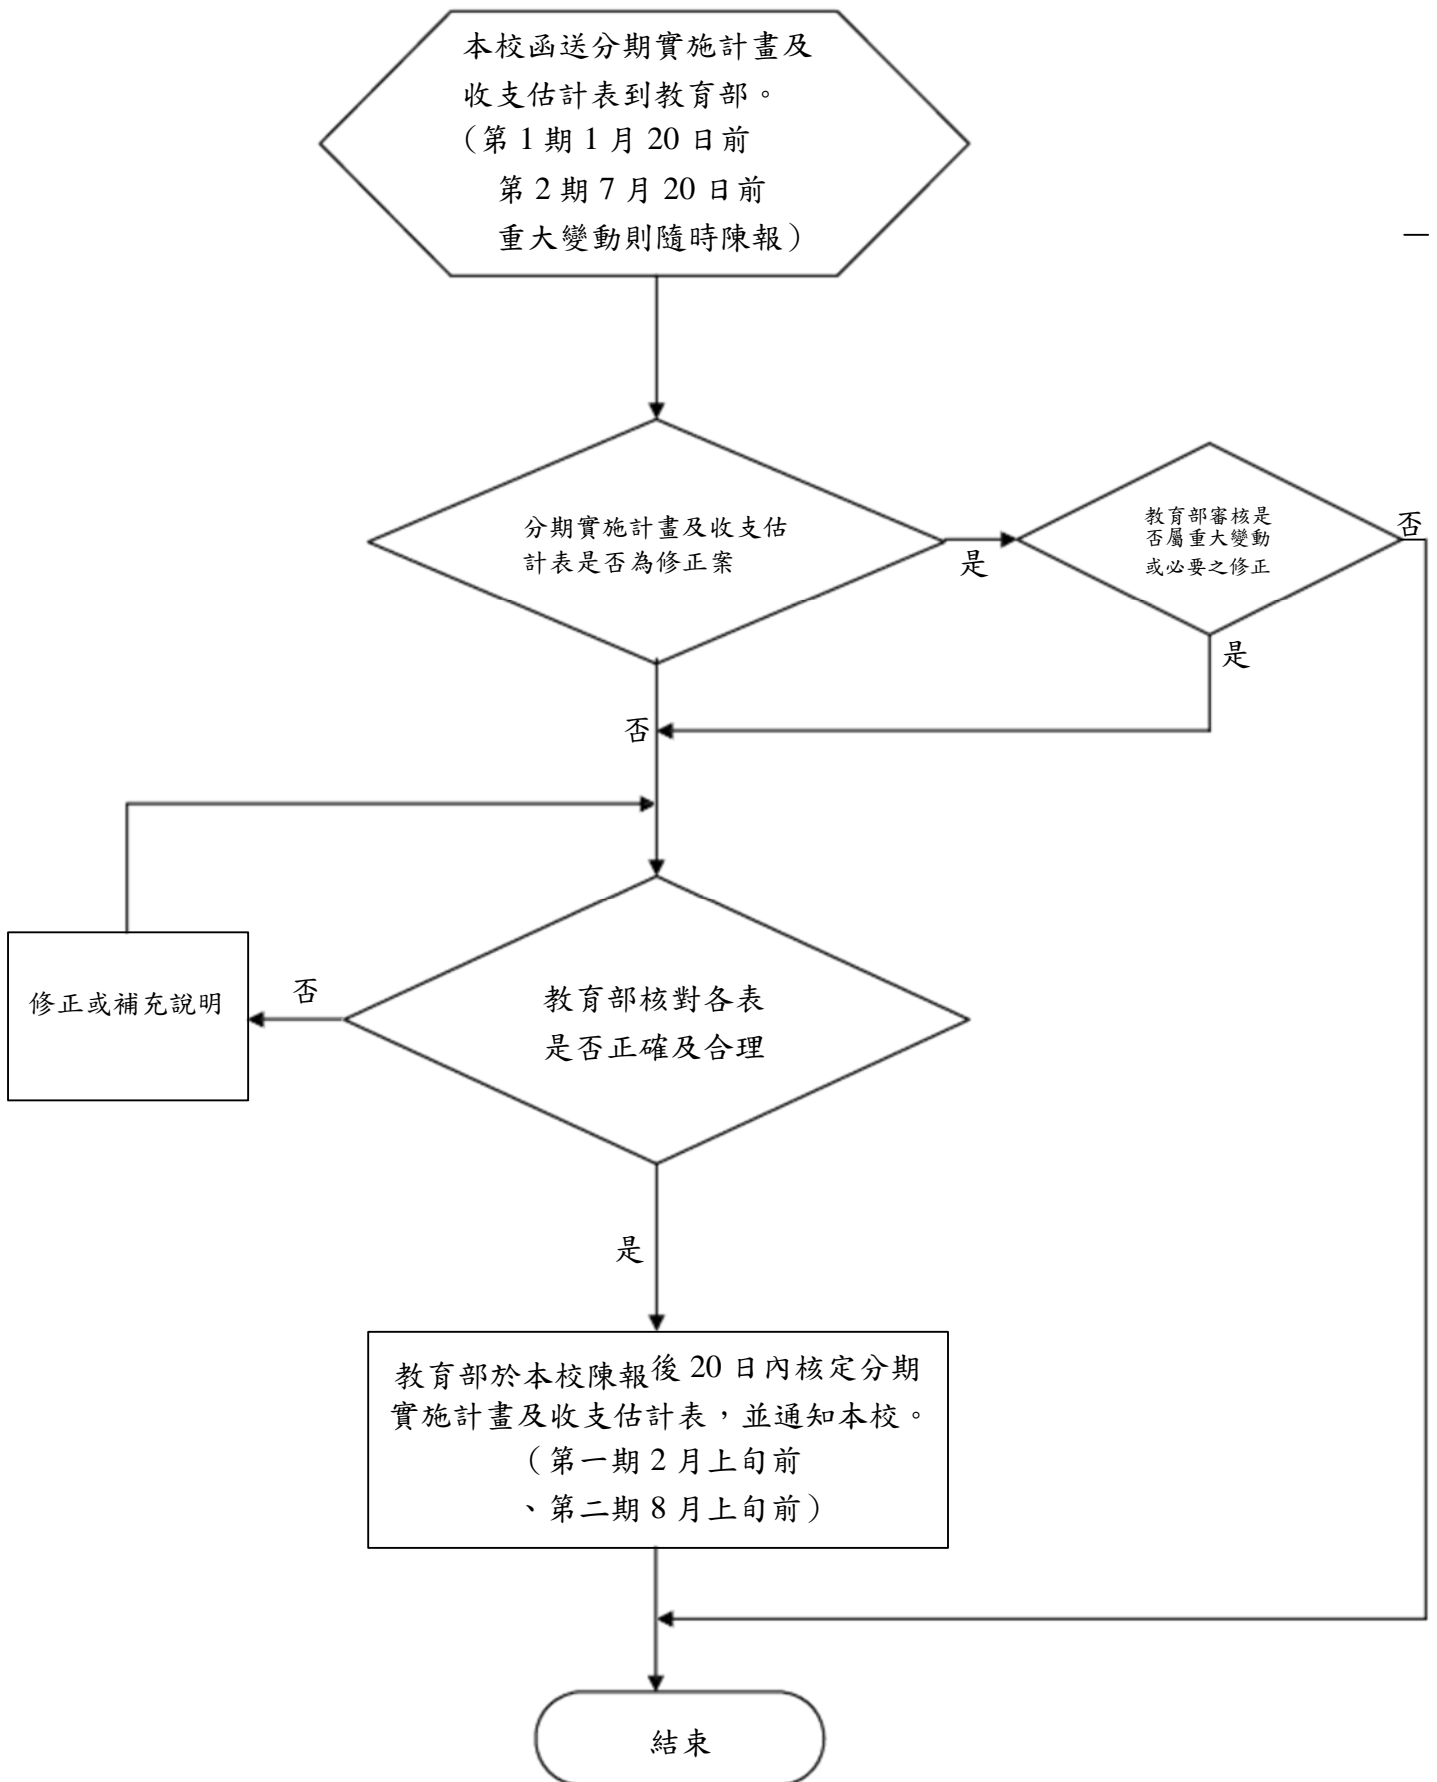 本校函送分期實施計畫及
收支估計表到教育部。
（第 1 期 1 月 20 日前
第 2 期 7 月 20 日前
重大變動則隨時陳報）
分期實施計畫及收支估
計表是否為修正案
是
教育部審核是
否屬重大變動
或必要之修正
否
是
否
修正或補充說明
否
教育部核對各表
是否正確及合理
是
教育部於本校陳報後 20 日內核定分期
實施計畫及收支估計表，並通知本校。
（第一期 2 月上旬前
、第二期 8 月上旬前）
結束